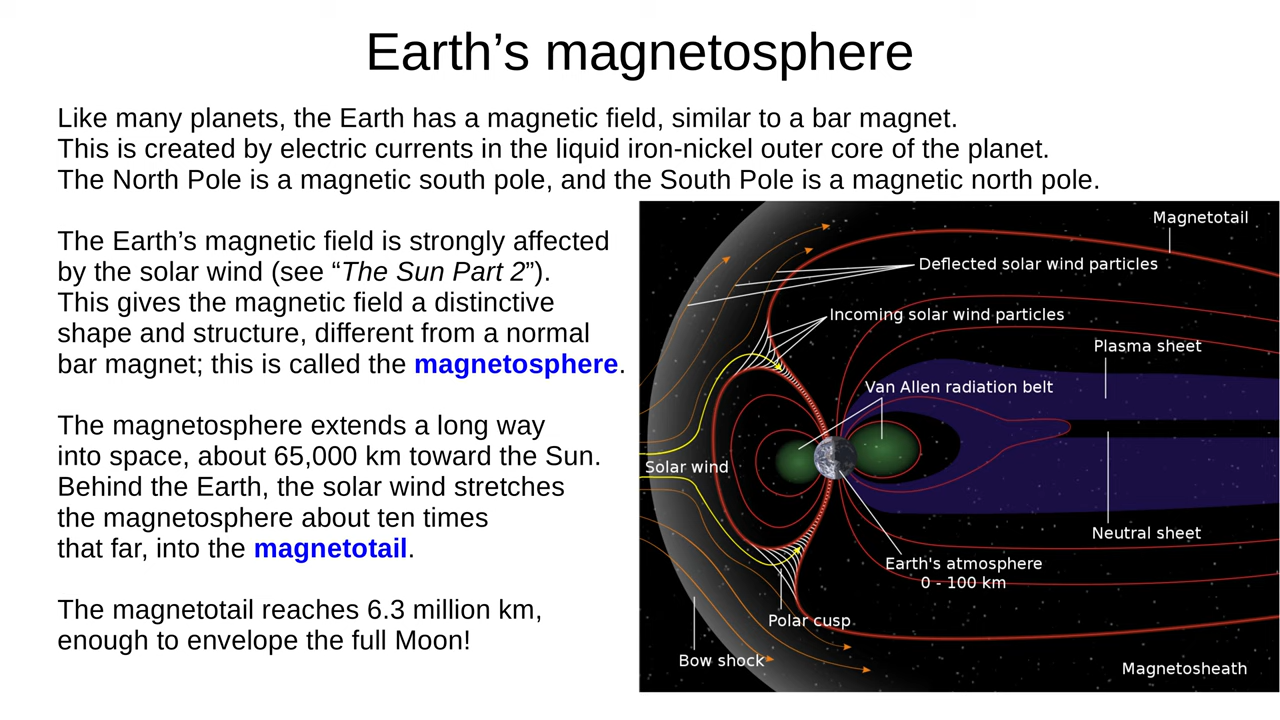 Earth’s magnetosphere
Like many planets, the Earth has a magnetic field, similar to a bar magnet.
This is created by electric currents in the liquid iron-nickel outer core of the planet.
The North Pole is a magnetic south pole, and the South Pole is a magnetic north pole.
The Earth’s magnetic field is strongly affected
by the solar wind (see “The Sun Part 2”).
This gives the magnetic field a distinctive
shape and structure, different from a normal
bar magnet; this is called the magnetosphere.
The magnetosphere extends a long way
into space, about 65,000 km toward the Sun.
Behind the Earth, the solar wind stretches
the magnetosphere about ten times
that far, into the magnetotail.
The magnetotail reaches 6.3 million km,
enough to envelope the full Moon!
Magnetotail
Deflected solar wind particles
Incoming solar wind particles
Plasma sheet
Van Allen radiation belt
Solar wind
Neutral sheet
Earth's atmosphere
0 - 100 km
Polar cusp
Bow shock
Magnetosheath